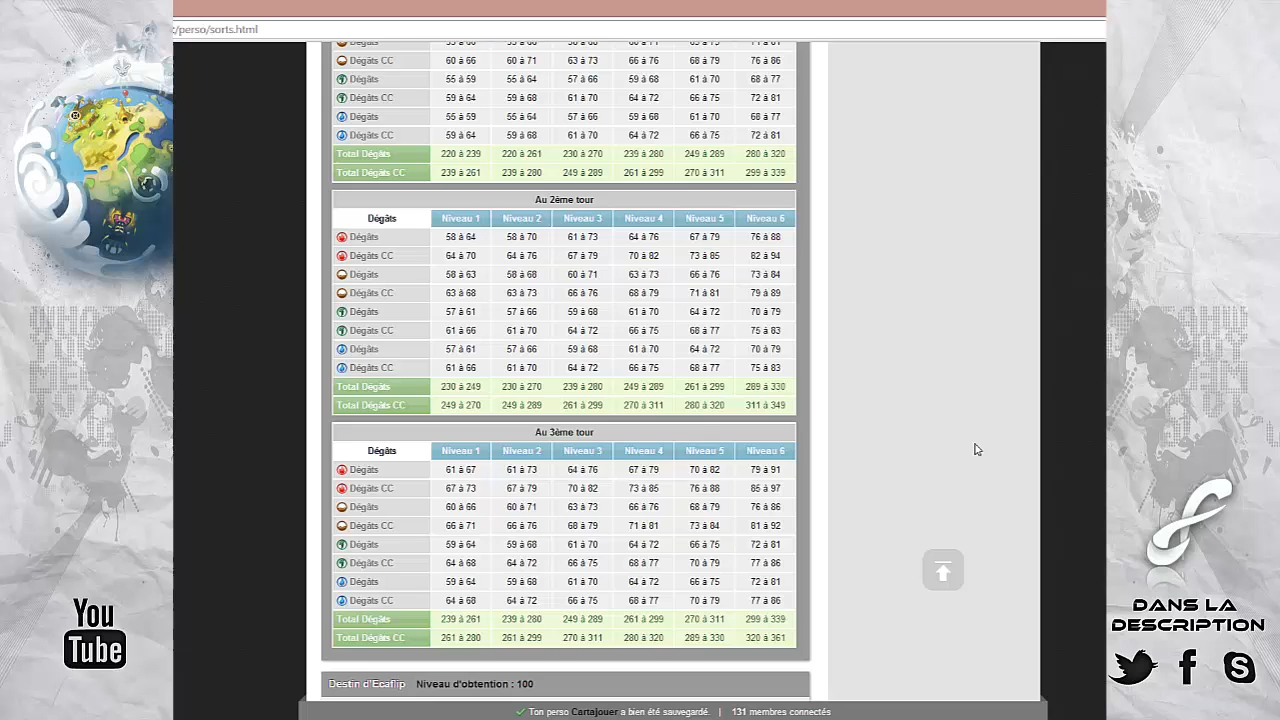 :/perso/sorts.html
Dégâts 55 à 60 55 à 66 58 à 68 60 à 71 63 à 73 71 à 81
Dégâts CC 60 à 66 60 à 71 63 à 73 66 à 76 68 à 79 76 à 86
Dégâts 55 à 59 55 à 64 57 à 66 59 à 68 61 à 70 68 à 77
Dégâts CC 59 à 64 59 à 68 61 à 70 64 à 72 66 à 75 72 à 81
Dégâts 55 à 59 55 à 64 57 à 66 59 à 68 61 à 70 68 à 77
Dégâts CC 59 à 64 59 à 68 61 à 70 64 à 72 66 à 75 72 à 81
Total Dégâts 220 à 239 220 à 261 230 à 270 239 à 280 249 à 289 280 à 320
Total Dégâts CC 239 à 261 239 à 280 249 à 289 261 à 299 270 à 311 299 à 339
Au 2ème tour
Dégâts Niveau 1 Niveau 2 Niveau 3 Niveau 4 Niveau 5 Niveau 6
Dégâts 58 à 64 58 à 70 61 à 73 64 à 76 67 à 79 76 à 88
Dégâts CC 64 à 70 64 à 76 67 à 79 70 à 82 73 à 85 82 à 94
Dégâts 58 à 63 58 à 68 60 à 71 63 à 73 66 à 76 73 à 84
Dégâts CC 63 à 68 63 à 73 66 à 76 68 à 79 71 à 81 79 à 89
Dégâts 57 à 61 57 à 66 59 à 68 61 à 70 64 à 72 70 à 79
Dégâts CC 61 à 66 61 à 70 64 à 72 66 à 75 68 à 77 75 à 83
Dégâts 57 à 61 57 à 66 59 à 68 61 à 70 64 à 72 70 à 79
Dégâts CC 61 à 66 61 à 70 64 à 72 66 à 75 68 à 77 75 à 83
Total Dégâts 230 à 249 230 à 270 239 à 280 249 à 289 261 à 299 289 à 330
Total Dégâts CC 249 à 270 249 à 289 261 à 299 270 à 311 280 à 320 311 à 349
Au 3ème tour
Dégâts Niveau 1 Niveau 2 Niveau 3 Niveau 4 Niveau 5 Niveau 6
Dégâts 61 à 67 61 à 73 64 à 76 67 à 79 70 à 82 79 à 91
Dégâts CC 67 à 73 67 à 79 70 à 82 73 à 85 76 à 88 85 à 97
Dégâts 60 à 66 60 à 71 63 à 73 66 à 76 68 à 79 76 à 86
Dégâts CC 66 à 71 66 à 76 68 à 79 71 à 81 73 à 84 81 à 92
Dégâts 59 à 64 59 à 68 61 à 70 64 à 72 66 à 75 72 à 81
Dégâts CC 64 à 68 64 à 72 66 à 75 68 à 77 70 à 79 77 à 86
Dégâts 59 à 64 59 à 68 61 à 70 64 à 72 66 à 75 72 à 81
Dégâts CC 64 à 68 64 à 72 66 à 75 68 à 77 70 à 79 77 à 86
Total Dégâts 239 à 261 239 à 280 249 à 289 261 à 299 270 à 311 299 à 339
Total Dégâts CC 261 à 280 261 à 299 270 à 311 280 à 320 289 à 330 320 à 361
Destin d'Ecaflip Niveau d'obtention : 100
Ton perso Cartajouer a bien été sauvegardé. | 131 membres connectés
You
Tube
DANS LA
DESCRIPTION